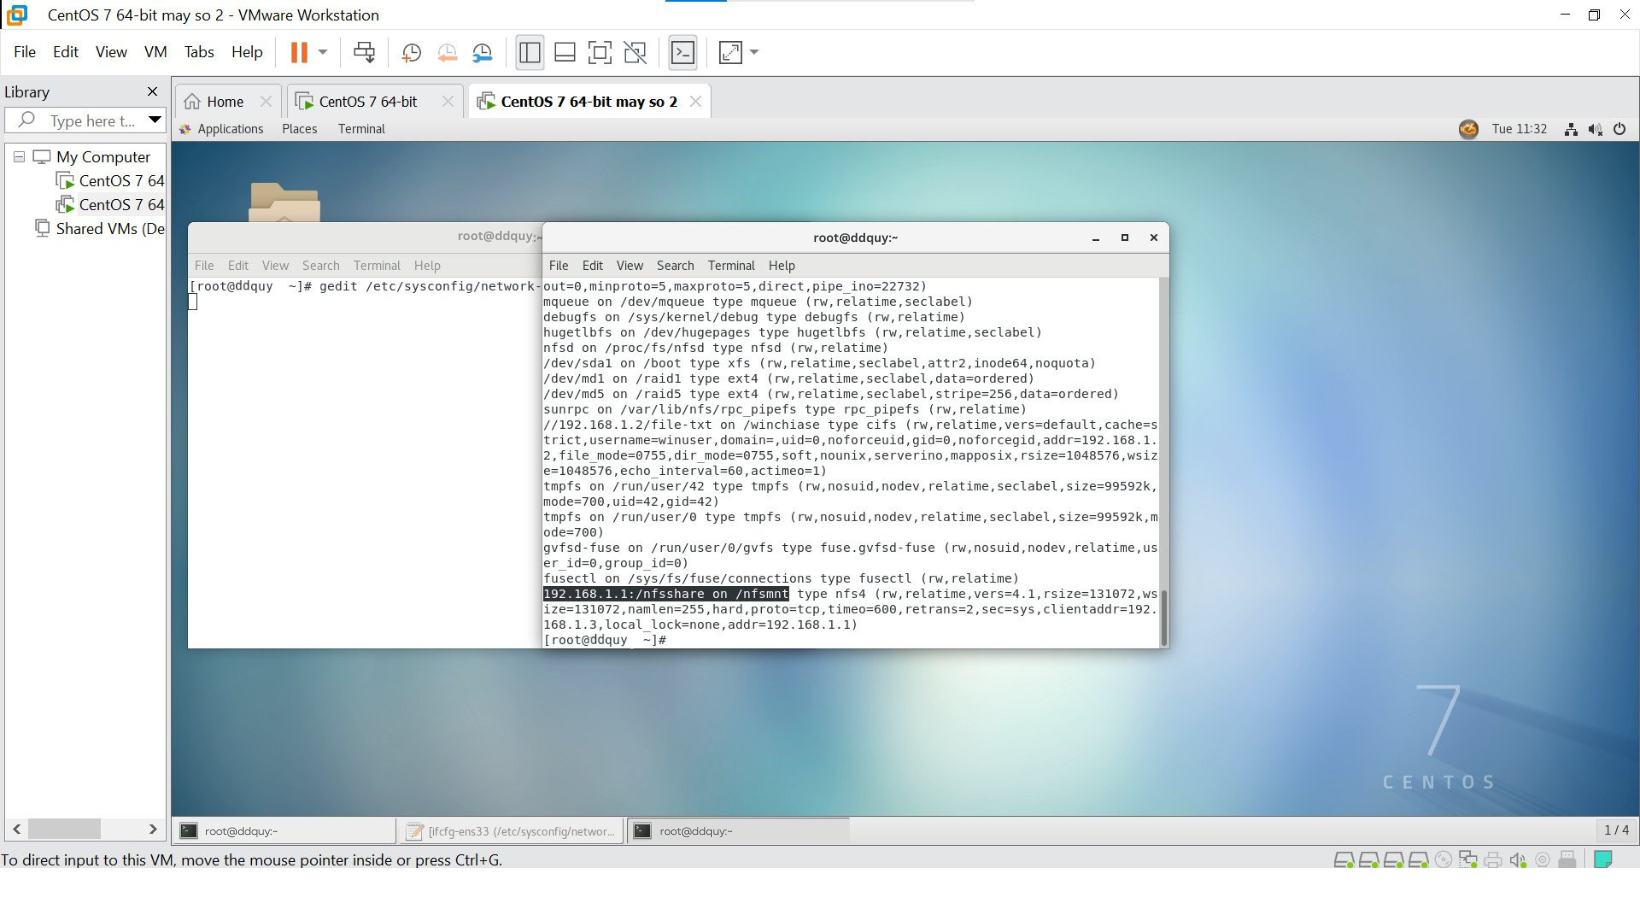 CentOS 7 64-bit may so 2 - VMware Workstation
File Edit View VM Tabs Help
Library
Type here t...
My Computer
CentOS 7 64
CentOS 7 64
Shared VMs (De
Home
CentOS 7 64-bit
CentOS 7 64-bit may so 2
Applications Places Terminal
Tue 11:32
root@ddquy:~
File Edit View Search Terminal Help
[root@ddquy ~]# gedit /etc/sysconfig/network-
root@ddquy:~
File Edit View Search Terminal Help
out=0,minproto=5,maxproto=5,direct,pipe_ino=22732)
mqueue on /dev/mqueue type mqueue (rw,relatime,seclabel)
debugfs on /sys/kernel/debug type debugfs (rw,relatime)
hugetlbfs on /dev/hugepages type hugetlbfs (rw,relatime,seclabel)
nfsd on /proc/fs/nfsd type nfsd (rw,relatime)
/dev/sda1 on /boot type xfs (rw,relatime,seclabel,attr2,inode64,noquota)
/dev/md1 on /raid1 type ext4 (rw,relatime,seclabel,data=ordered)
/dev/md5 on /raid5 type ext4 (rw,relatime,seclabel,stripe=256,data=ordered)
sunrpc on /var/lib/nfs/rpc_pipefs type rpc_pipefs (rw,relatime)
//192.168.1.2/file-txt on /winchiase type cifs (rw,relatime,vers=default,cache=s
trict,username=winuser,domain=,uid=0,noforceuid,gid=0,noforcegid,addr=192.168.1.
2,file_mode=0755,dir_mode=0755,soft,nounix,serverino,mapposix,rsize=1048576,wsiz
e=1048576,echo_interval=60,actimeo=1)
tmpfs on /run/user/42 type tmpfs (rw,nosuid,nodev,relatime,seclabel,size=99592k,
mode=700,uid=42,gid=42)
tmpfs on /run/user/0 type tmpfs (rw,nosuid,nodev,relatime,seclabel,size=99592k,m
ode=700)
gvfsd-fuse on /run/user/0/gvfs type fuse.gvfsd-fuse (rw,nosuid,nodev,relatime,us
er_id=0,group_id=0)
fusectl on /sys/fs/fuse/connections type fusectl (rw,relatime)
192.168.1.1:/nfsshare on /nfsmnt type nfs4 (rw,relatime,vers=4.1,rsize=131072,ws
ize=131072,namlen=255,hard,proto=tcp,timeo=600,retrans=2,sec=sys,clientaddr=192.
168.1.3,local_lock=none,addr=192.168.1.1)
[root@ddquy ~]#
7
CENTOS
root@ddquy:~
[ifcfg-ens33 (/etc/sysconfig/networ...
root@ddquy:~
1 / 4
To direct input to this VM, move the mouse pointer inside or press Ctrl+G.